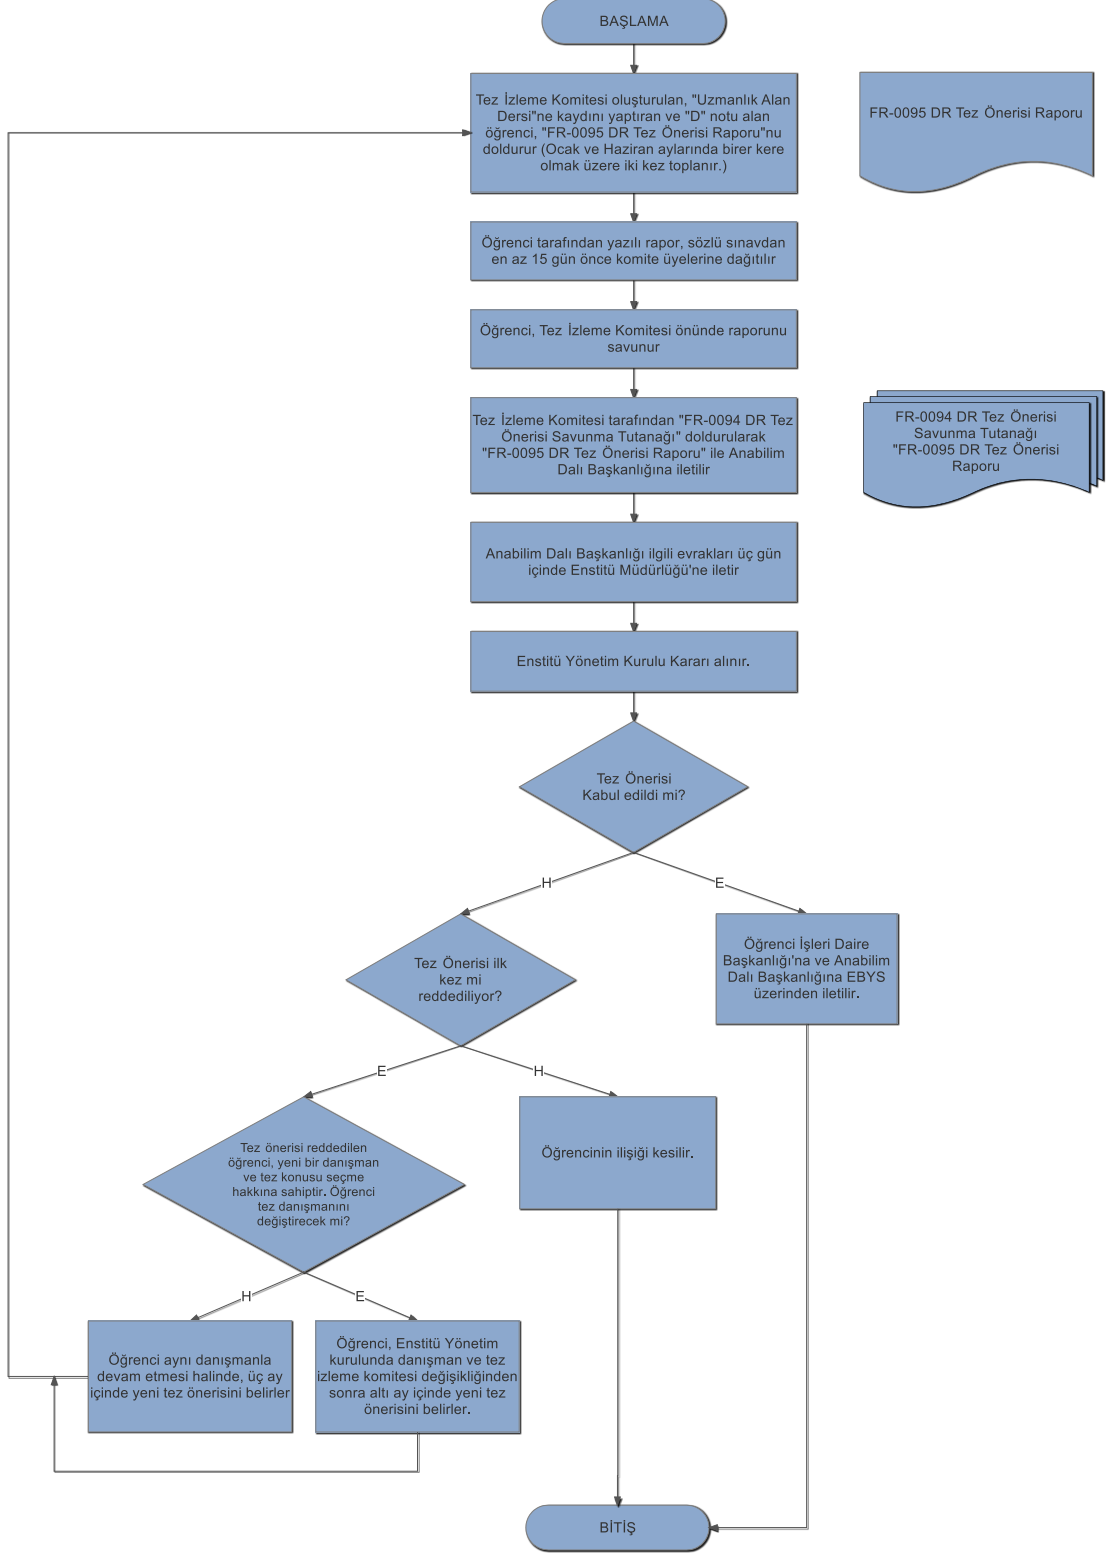 BAŞLAMA
Tez İzleme Komitesi oluşturulan, "Uzmanlık Alan
Dersi"ne kaydını yaptıran ve "D" notu alan
öğrenci, "FR-0095 DR Tez Önerisi Raporu"nu
doldurur (Ocak ve Haziran aylarında birer kere
olmak üzere iki kez toplanır.)
FR-0095 DR Tez Önerisi Raporu
Öğrenci tarafından yazılı rapor, sözlü sınavdan
en az 15 gün önce komite üyelerine dağıtılır
Öğrenci, Tez İzleme Komitesi önünde raporunu
savunur
Tez İzleme Komitesi tarafından "FR-0094 DR Tez
Önerisi Savunma Tutanağı" doldurularak
"FR-0095 DR Tez Önerisi Raporu" ile Anabilim
Dalı Başkanlığına iletilir
FR-0094 DR Tez Önerisi
Savunma Tutanağı
"FR-0095 DR Tez Önerisi
Raporu
Anabilim Dalı Başkanlığı ilgili evrakları üç gün
içinde Enstitü Müdürlüğü'ne iletir
Enstitü Yönetim Kurulu Kararı alınır.
Tez Önerisi
Kabul edildi mi?
H
E
Tez Önerisi ilk
kez mi
reddediliyor?
Öğrenci İşleri Daire
Başkanlığı'na ve Anabilim
Dalı Başkanlığına EBYS
üzerinden iletilir.
E
H
Tez önerisi reddedilen
öğrenci, yeni bir danışman
ve tez konusu seçme
hakkına sahiptir. Öğrenci
tez danışmanını
değiştirecek mi?
Öğrencinin ilişiği kesilir.
H
E
Öğrenci aynı danışmanla
devam etmesi halinde, üç ay
içinde yeni tez önerisini belirler
Öğrenci, Enstitü Yönetim
kurulunda danışman ve tez
izleme komitesi değişikliğinden
sonra altı ay içinde yeni tez
önerisini belirler.
BİTİŞ